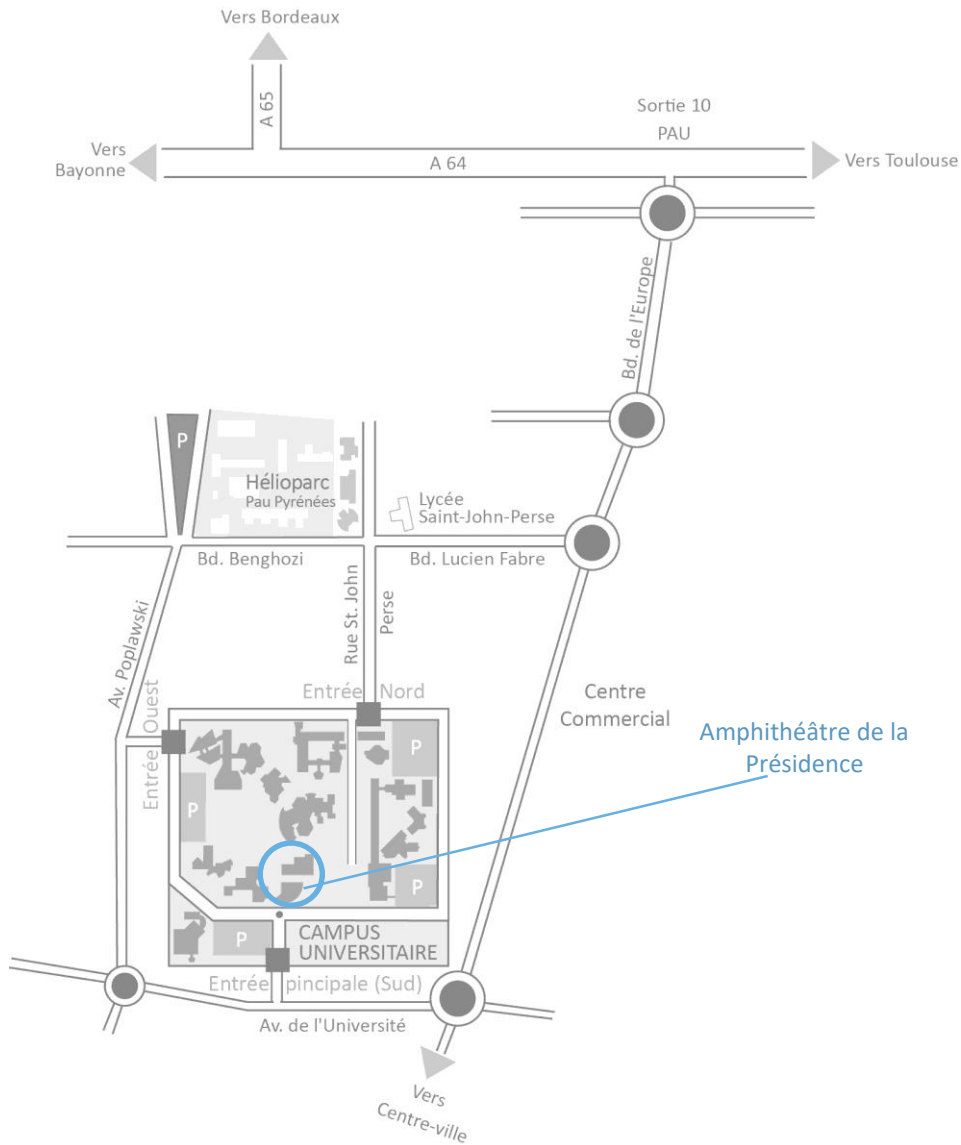 Vers Bordeaux
A 65
Sortie 10
PAU
Vers
Bayonne
A 64
Vers Toulouse
Bd. de l'Europe
P
Hélioparc
Pau Pyrénées
Lycée
Saint-John-Perse
Bd. Benghozi
Bd. Lucien Fabre
Av. Poplawski
Rue St. John
Perse
Entrée Nord
Entrée Ouest
Centre
Commercial
Amphithéâtre de la
Présidence
P
P
P
P
CAMPUS
UNIVERSITAIRE
Entrée pincipale (Sud)
Av. de l'Université
Vers
Centre-ville